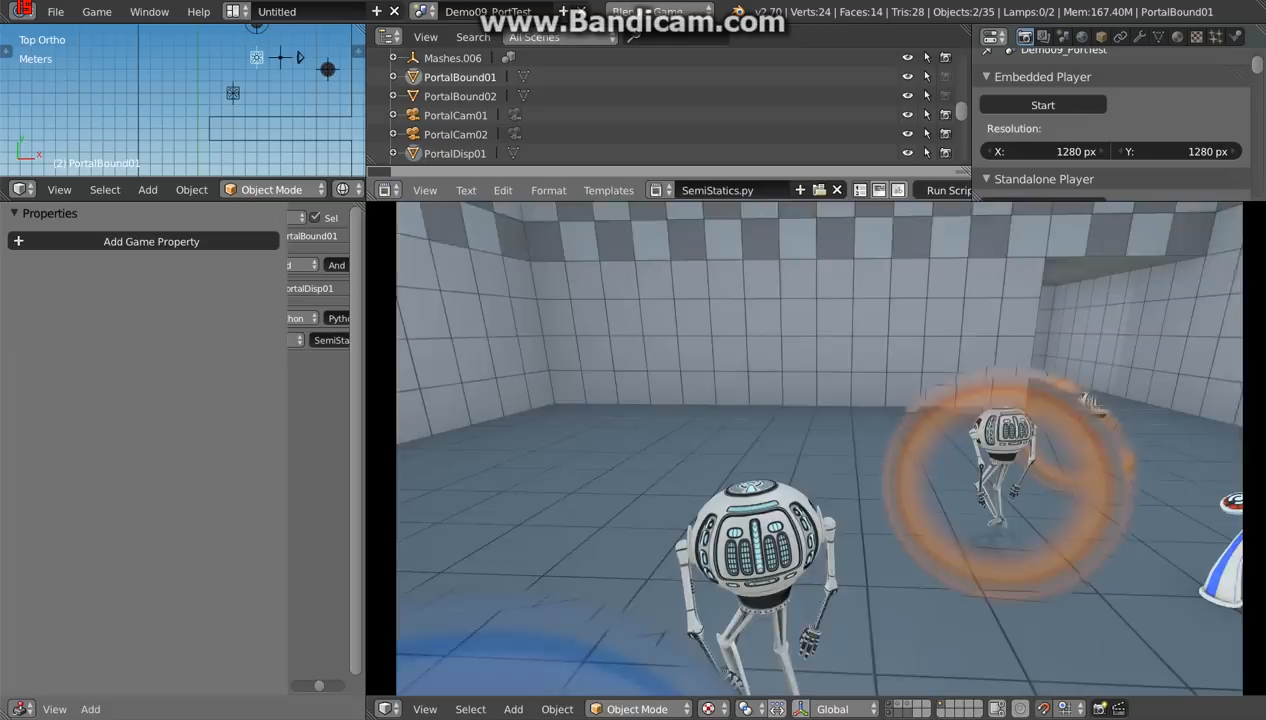 www.Bandicam.com
File Game Window Help Untitled Demo09_PortTest Game v2.70 | Verts:24 | Faces:14 | Tris:28 | Objects:2/35 | Lamps:0/2 | Mem:167.40M | PortalBound01
Top Ortho
Meters
y
x
(2) PortalBound01
View Search All Scenes
Mashes.006
PortalBound01
PortalBound02
PortalCam01
PortalCam02
PortalDisp01
Demo09_PortTest
Embedded Player
Start
Resolution:
X: 1280 px Y: 1280 px
Standalone Player
View Select Add Object Object Mode
View Text Edit Format Templates SemiStatics.py Run Scrip
Properties
Add Game Property
Sel
rtalBound01
d And
ortalDisp01
hon Pytho
SemiSta
View Add
View Select Add Object Object Mode Global